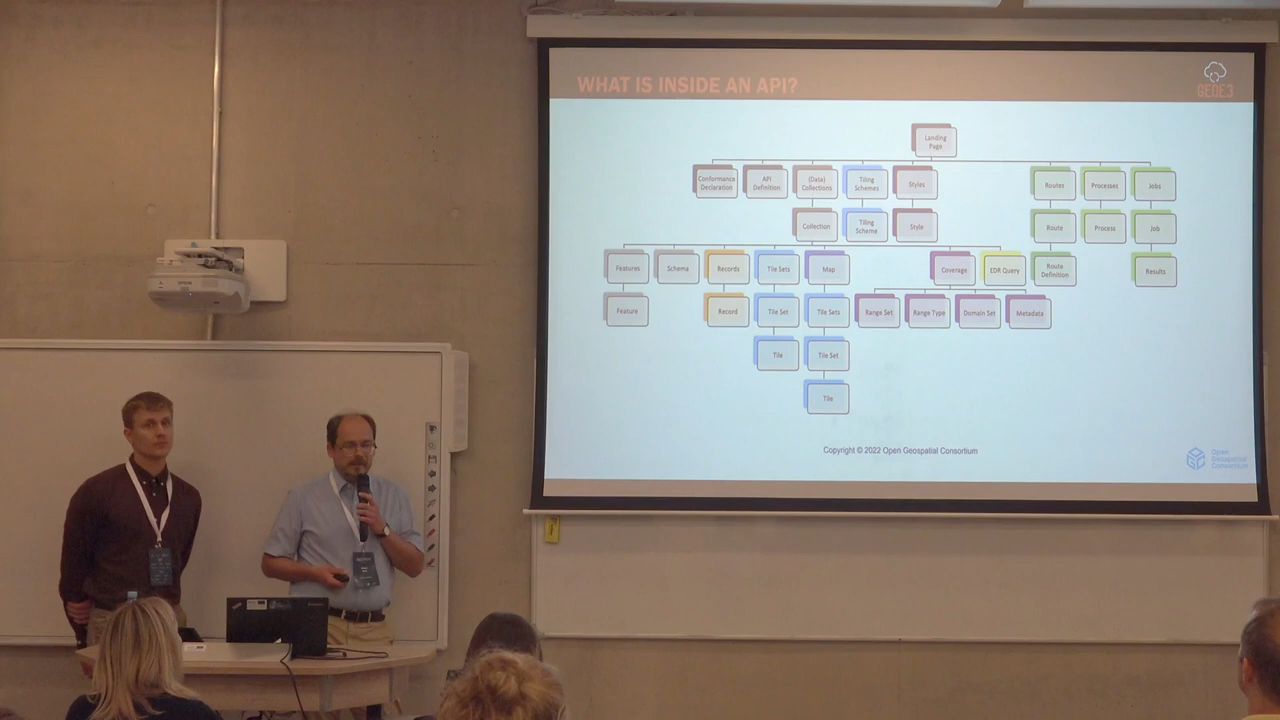 WHAT IS INSIDE AN API?
GEOE3
Landing
Page
Conformance
Declaration
API
Definition
(Data)
Collections
Tiling
Schemes
Styles
Routes
Processes
Jobs
Collection
Tiling
Scheme
Style
Route
Process
Job
Features
Schema
Records
Tile Sets
Map
Coverage
EDR Query
Route
Definition
Results
Feature
Record
Tile Set
Tile Sets
Range Set
Range Type
Domain Set
Metadata
Tile
Tile Set
Tile
Copyright © 2022 Open Geospatial Consortium
Open
Geospatial
Consortium
EPSON